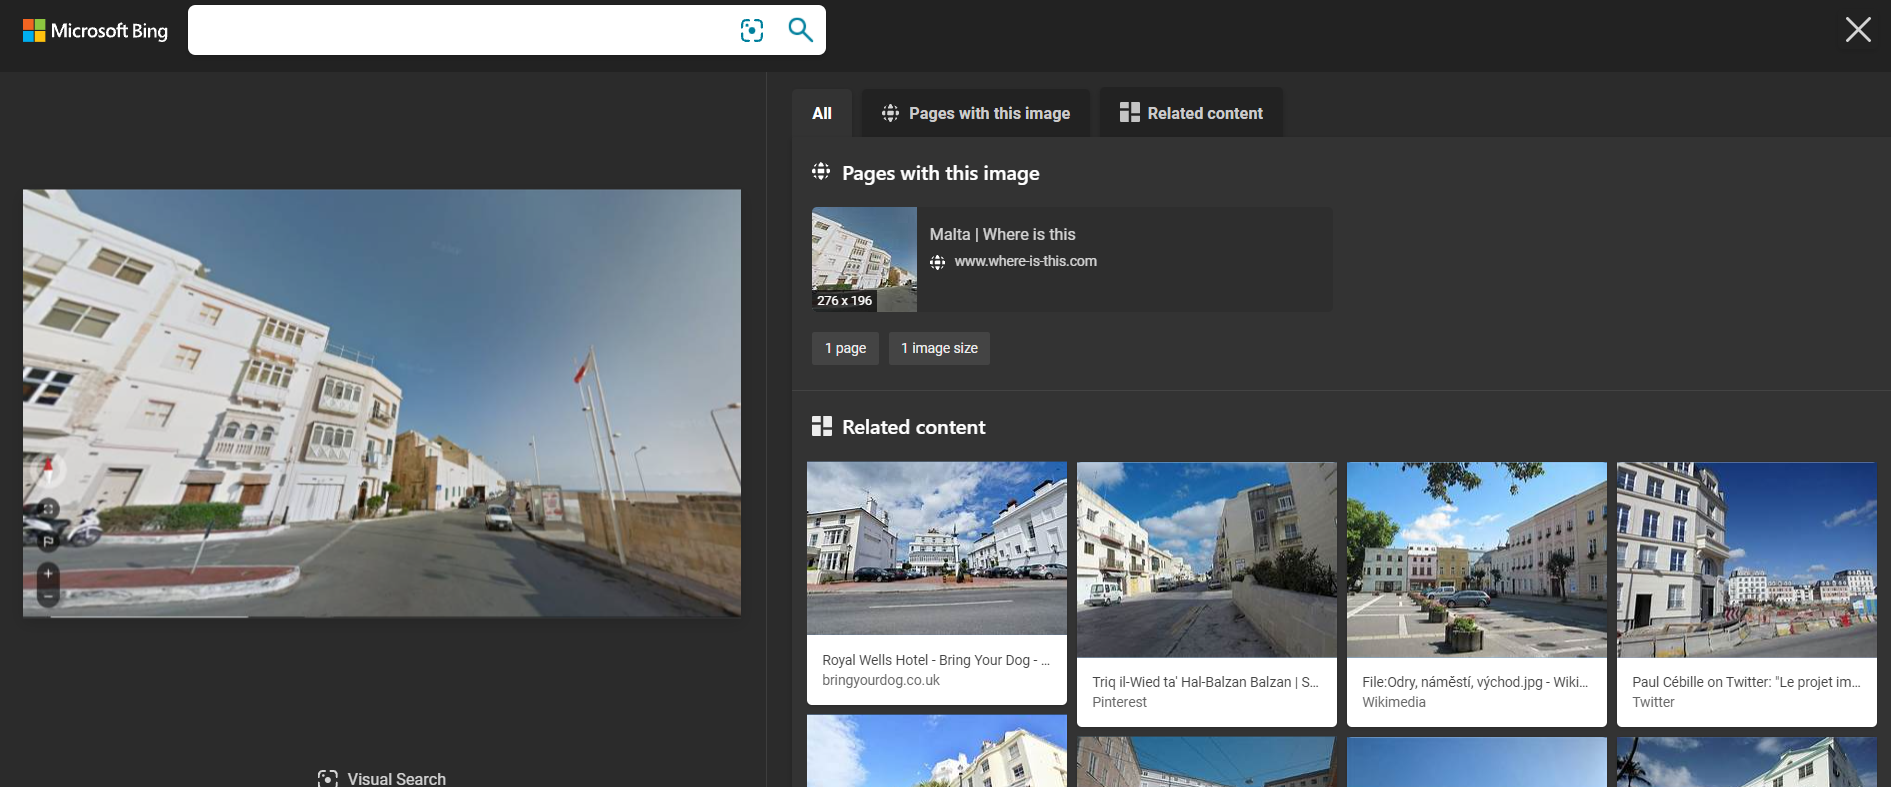 Microsoft Bing
All
Pages with this image
Related content
Pages with this image
Malta | Where is this
www.where-is-this.com
276 x 196
1 page
1 image size
Related content
Royal Wells Hotel - Bring Your Dog - ...
bringyourdog.co.uk
Triq il-Wied ta' Hal-Balzan Balzan | S...
Pinterest
File:Odry, náměstí, východ.jpg - Wiki...
Wikimedia
Paul Cébille on Twitter: "Le projet im...
Twitter
Visual Search